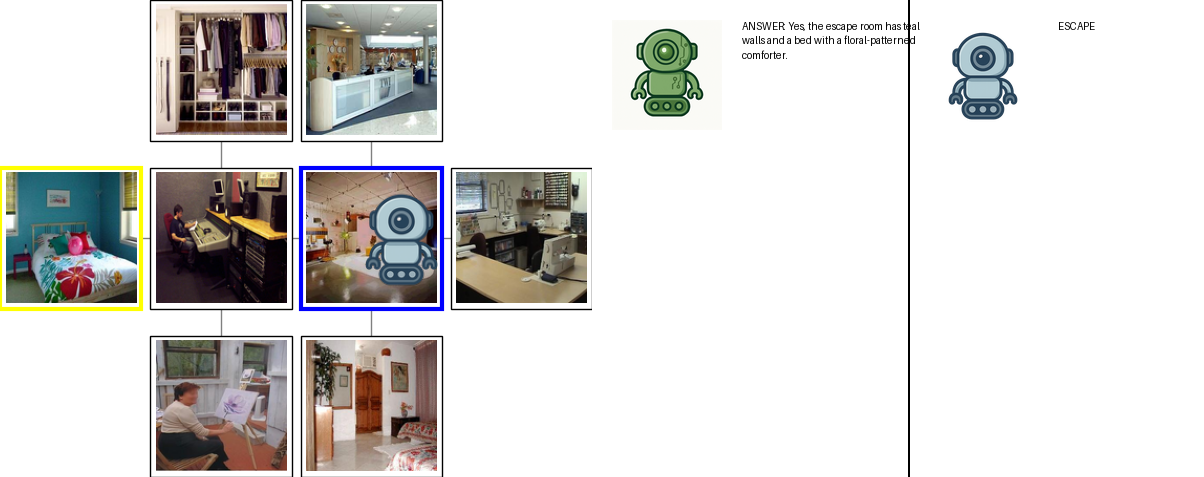 ANSWER: Yes, the escape room has teal
walls and a bed with a floral-patterned
comforter.
ESCAPE